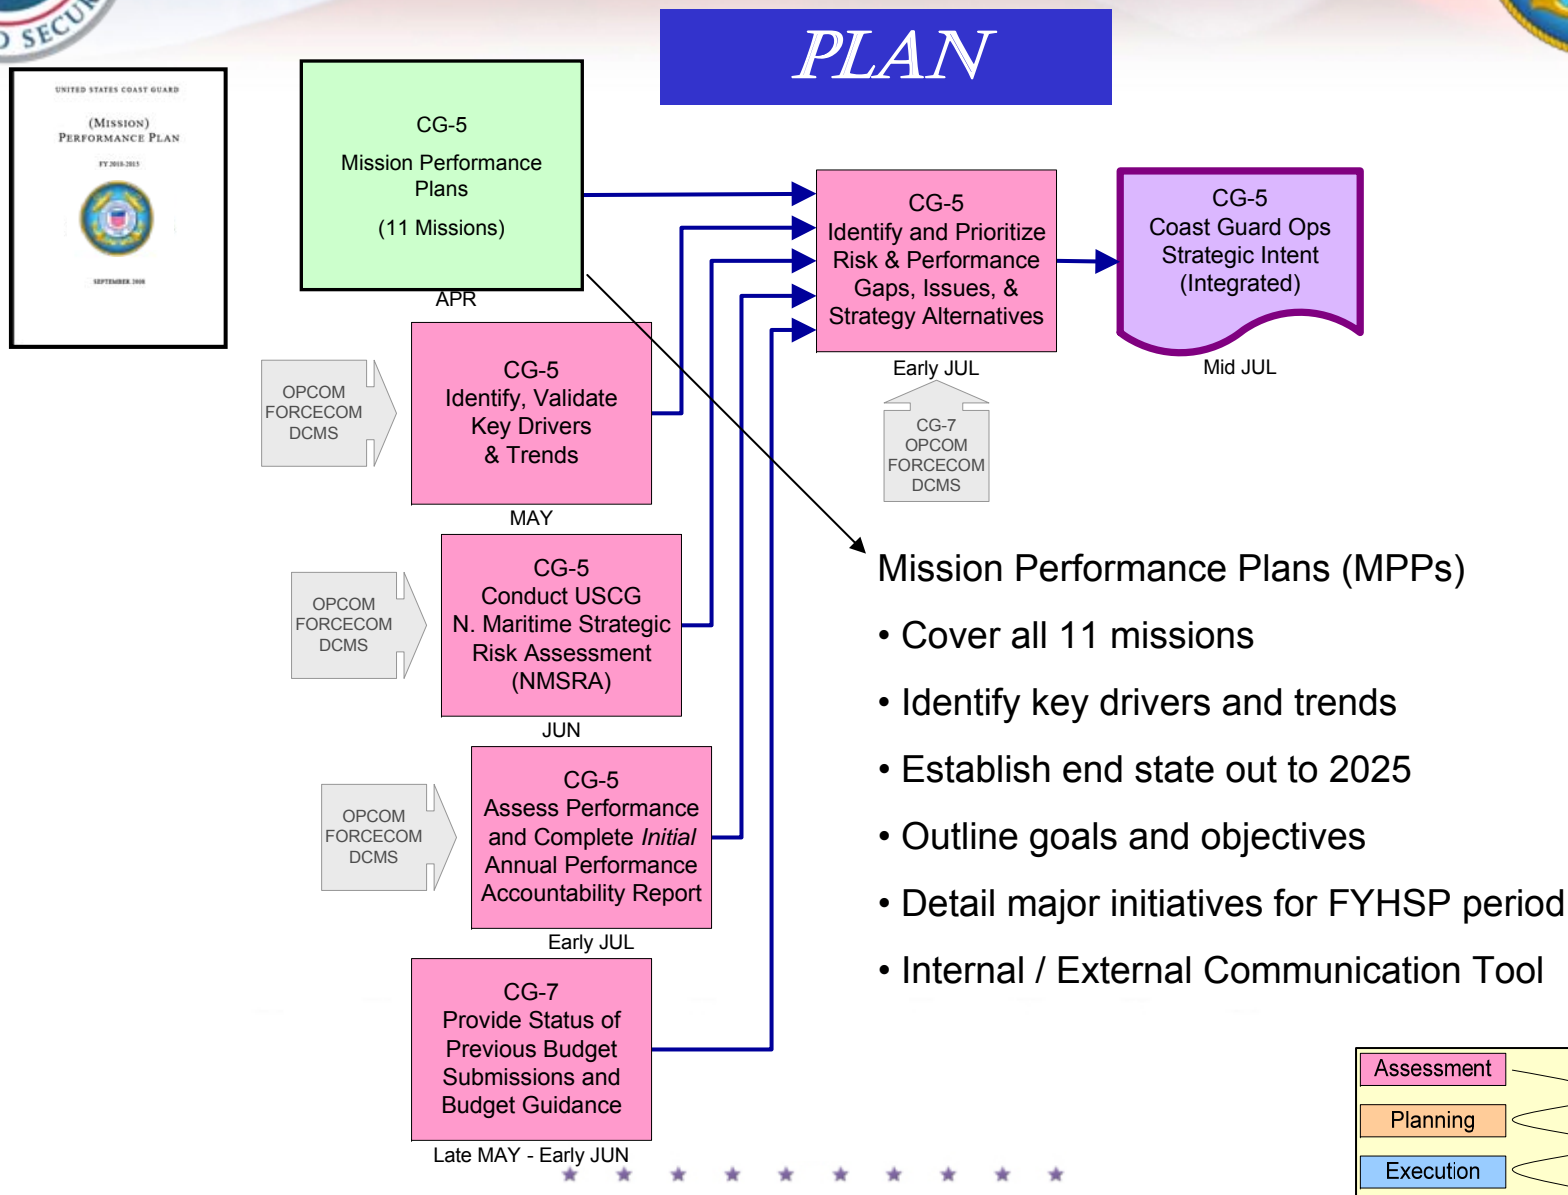 D SECU
PLAN
UNITED STATES COAST GUARD
(MISSION)
PERFORMANCE PLAN
FY 2010-2015
SEPTEMBER 2008
CG-5
Mission Performance
Plans
(11 Missions)
APR
CG-5
Identify and Prioritize
Risk & Performance
Gaps, Issues, &
Strategy Alternatives
Early JUL
CG-5
Coast Guard Ops
Strategic Intent
(Integrated)
Mid JUL
OPCOM
FORCECOM
DCMS
CG-5
Identify, Validate
Key Drivers
& Trends
MAY
CG-7
OPCOM
FORCECOM
DCMS
OPCOM
FORCECOM
DCMS
CG-5
Conduct USCG
N. Maritime Strategic
Risk Assessment
(NMSRA)
JUN
OPCOM
FORCECOM
DCMS
CG-5
Assess Performance
and Complete Initial
Annual Performance
Accountability Report
Early JUL
CG-7
Provide Status of
Previous Budget
Submissions and
Budget Guidance
Late MAY - Early JUN
Mission Performance Plans (MPPs)
• Cover all 11 missions
• Identify key drivers and trends
• Establish end state out to 2025
• Outline goals and objectives
• Detail major initiatives for FYHSP period
• Internal / External Communication Tool
Assessment
Planning
Execution